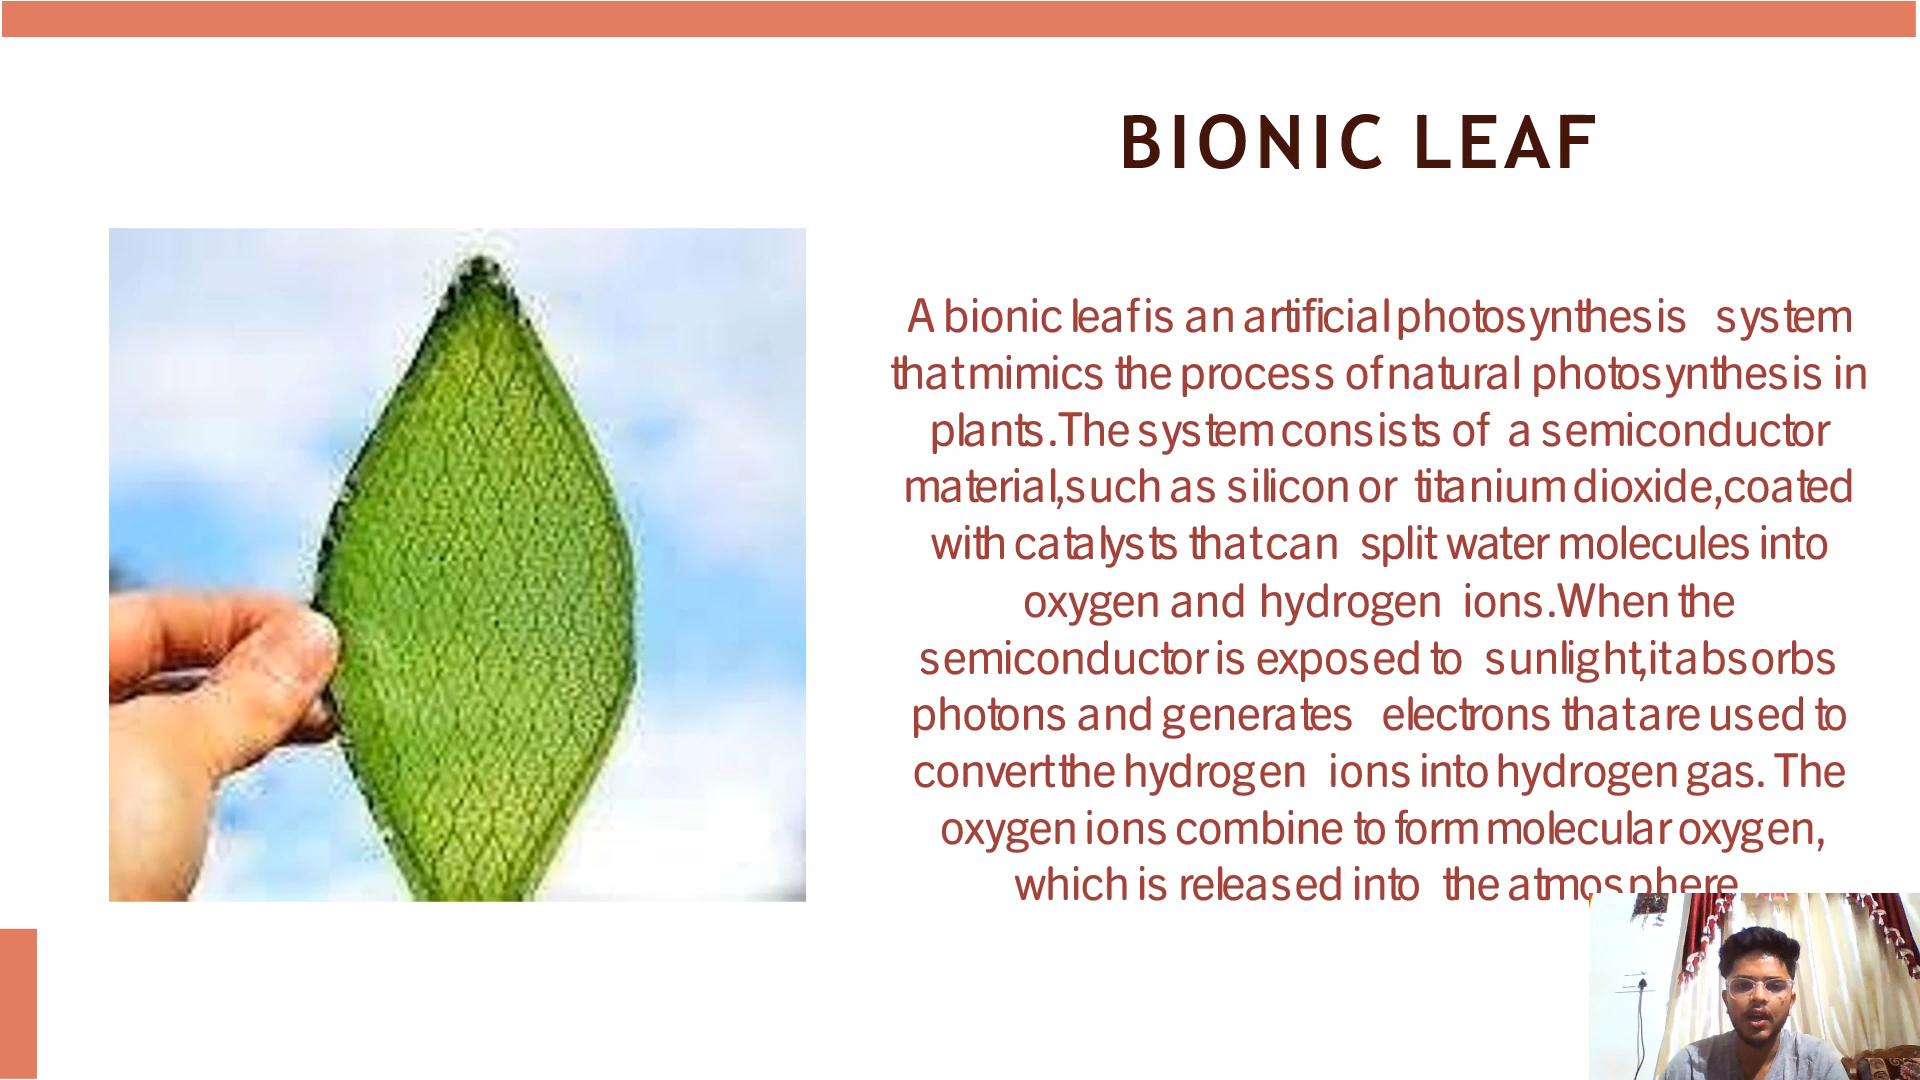 BIONIC LEAF
A bionic leaf is an artificial photosynthesis system
that mimics the process of natural photosynthesis in
plants.The system consists of a semiconductor
material,such as silicon or titanium dioxide,coated
with catalysts that can split water molecules into
oxygen and hydrogen ions.When the
semiconductor is exposed to sunlight,it absorbs
photons and generates electrons that are used to
convert the hydrogen ions into hydrogen gas. The
oxygen ions combine to form molecular oxygen,
which is released into the atmosphere